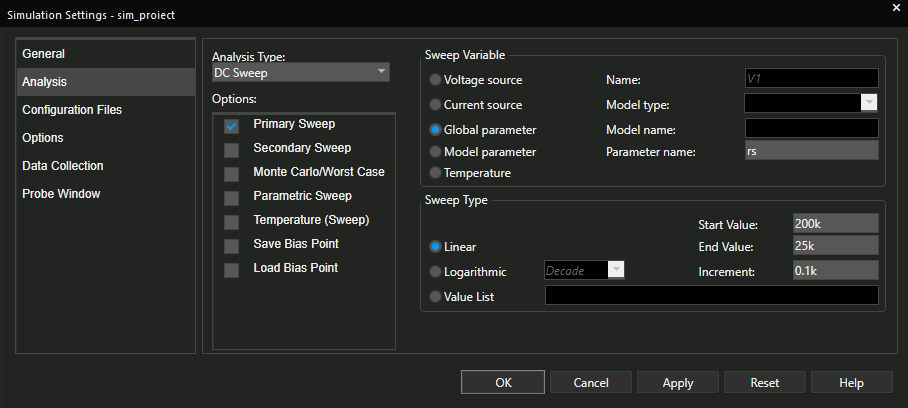 Simulation Settings - sim_proiect
General
Analysis
Configuration Files
Options
Data Collection
Probe Window
Analysis Type:
DC Sweep
Options:
Primary Sweep
Secondary Sweep
Monte Carlo/Worst Case
Parametric Sweep
Temperature (Sweep)
Save Bias Point
Load Bias Point
Sweep Variable
Voltage source
Name:
V1
Current source
Model type:
Global parameter
Model name:
Model parameter
Parameter name:
rs
Temperature
Sweep Type
Start Value:
200k
Linear
End Value:
25k
Logarithmic
Decade
Increment:
0.1k
Value List
OK
Cancel
Apply
Reset
Help